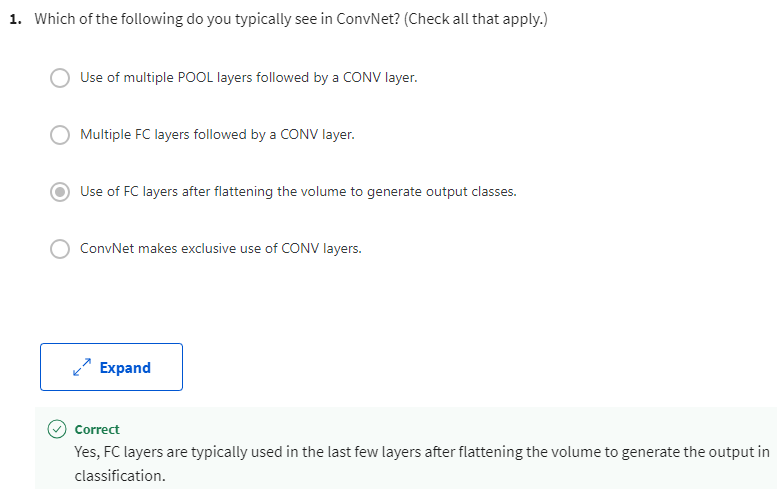 1. Which of the following do you typically see in ConvNet? (Check all that apply.)
Use of multiple POOL layers followed by a CONV layer.
Multiple FC layers followed by a CONV layer.
Use of FC layers after flattening the volume to generate output classes.
ConvNet makes exclusive use of CONV layers.
Expand
Correct
Yes, FC layers are typically used in the last few layers after flattening the volume to generate the output in
classification.